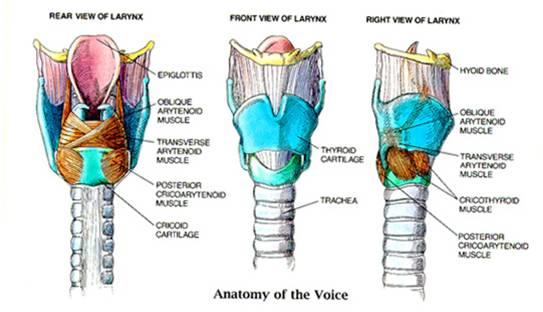 REAR VIEW OF LARYNX
FRONT VIEW OF LARYNX
RIGHT VIEW OF LARYNX
EPIGLOTTIS
OBLIQUE
ARYTENOID
MUSCLE
TRANSVERSE
ARYTENOID
MUSCLE
POSTERIOR
CRICOARYTENOID
MUSCLE
CRICOID
CARTILAGE
THYROID
CARTILAGE
TRACHEA
HYOID BONE
OBLIQUE
ARYTENOID
MUSCLE
TRANSVERSE
ARYTENOID
MUSCLE
CRICOTHYROID
MUSCLE
POSTERIOR
CRICOARYTENOID
MUSCLE
Anatomy of the Voice